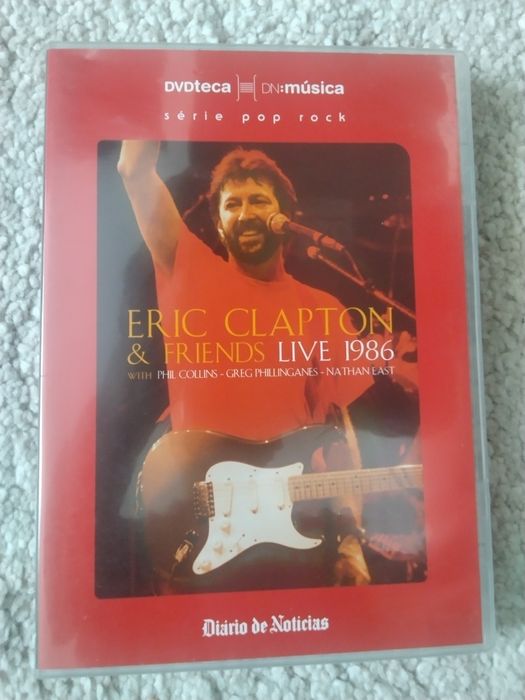 DVDteca DN:música
série pop rock
ERIC CLAPTON
& FRIENDS LIVE 1986
WITH PHIL COLLINS - GREG PHILLINGANES - NATHAN EAST
Diário de Notícias